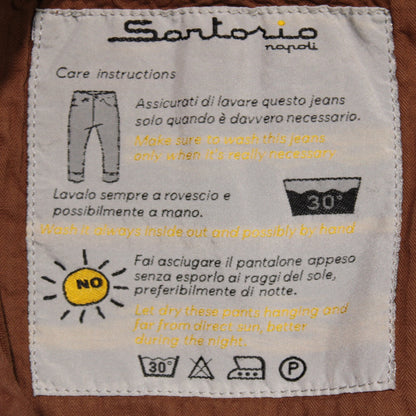 Sartorio
napoli
Care instructions
Assicurati di lavare questo jeans
solo quando è davvero necessario.
Make sure to wash this jeans
only when it's really necessary.
Lavalo sempre a rovescio e
possibilmente a mano.
30°
Wash it always inside out and possibly by hand
NO
Fai asciugare il pantalone appeso
senza esporlo ai raggi del sole,
preferibilmente di notte.
Let dry these pants hanging and
far from direct sun, better
during the night.
30° P